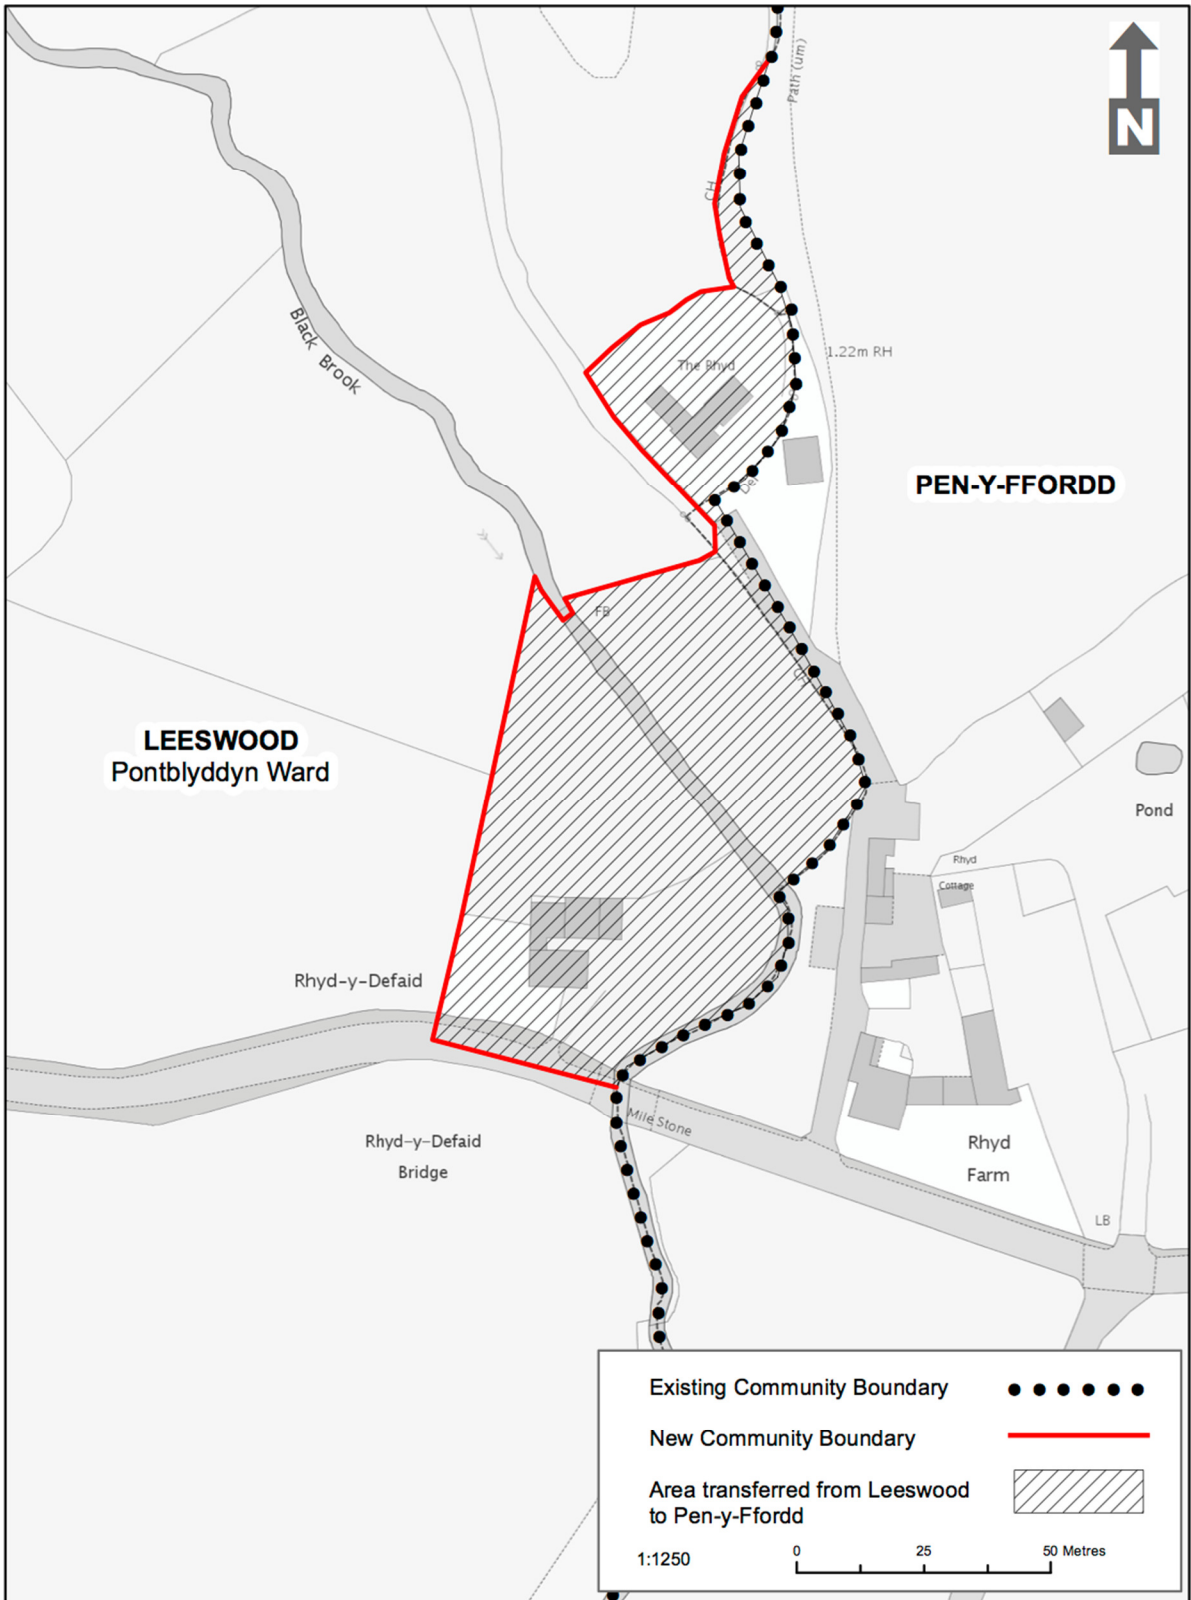 Path (um)
N
CH
1.22m RH
Black Brook
The Rhyd
PEN-Y-FFORDD
FB
LEESWOOD
Pontblyddyn Ward
Pond
Rhyd
Cottage
Rhyd-y-Defaid
Mile Stone
Rhyd-y-Defaid
Bridge
Rhyd
Farm
LB
Existing Community Boundary
New Community Boundary
Area transferred from Leeswood
to Pen-y-Ffordd
1:1250
0 25 50 Metres